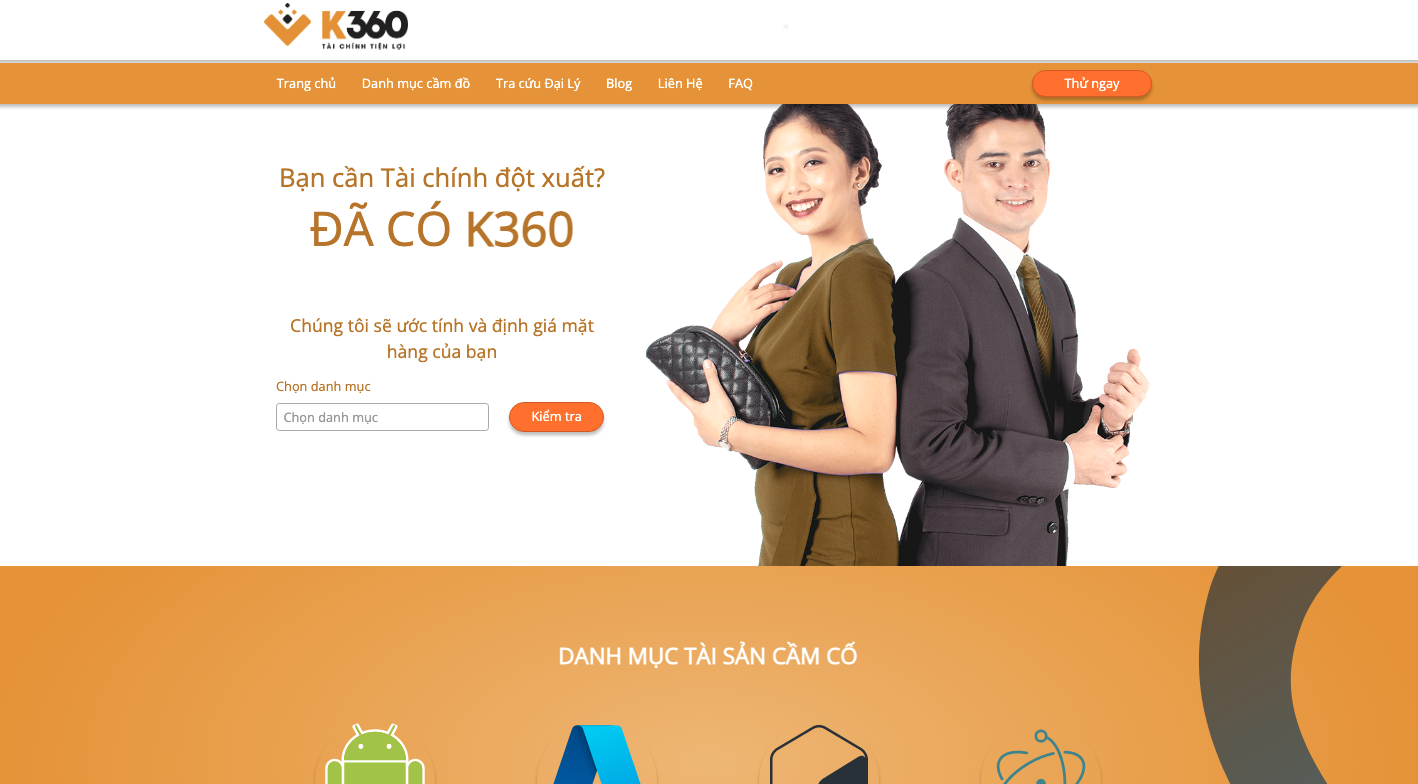 K360
TÀI CHÍNH TIỆN LỢI
Trang chủ
Danh mục cầm đồ
Tra cứu Đại Lý
Blog
Liên Hệ
FAQ
Thử ngay
Bạn cần Tài chính đột xuất?
ĐÃ CÓ K360
Chúng tôi sẽ ước tính và định giá mặt
hàng của bạn
Chọn danh mục
Chọn danh mục
Kiểm tra
DANH MỤC TÀI SẢN CẦM CỐ